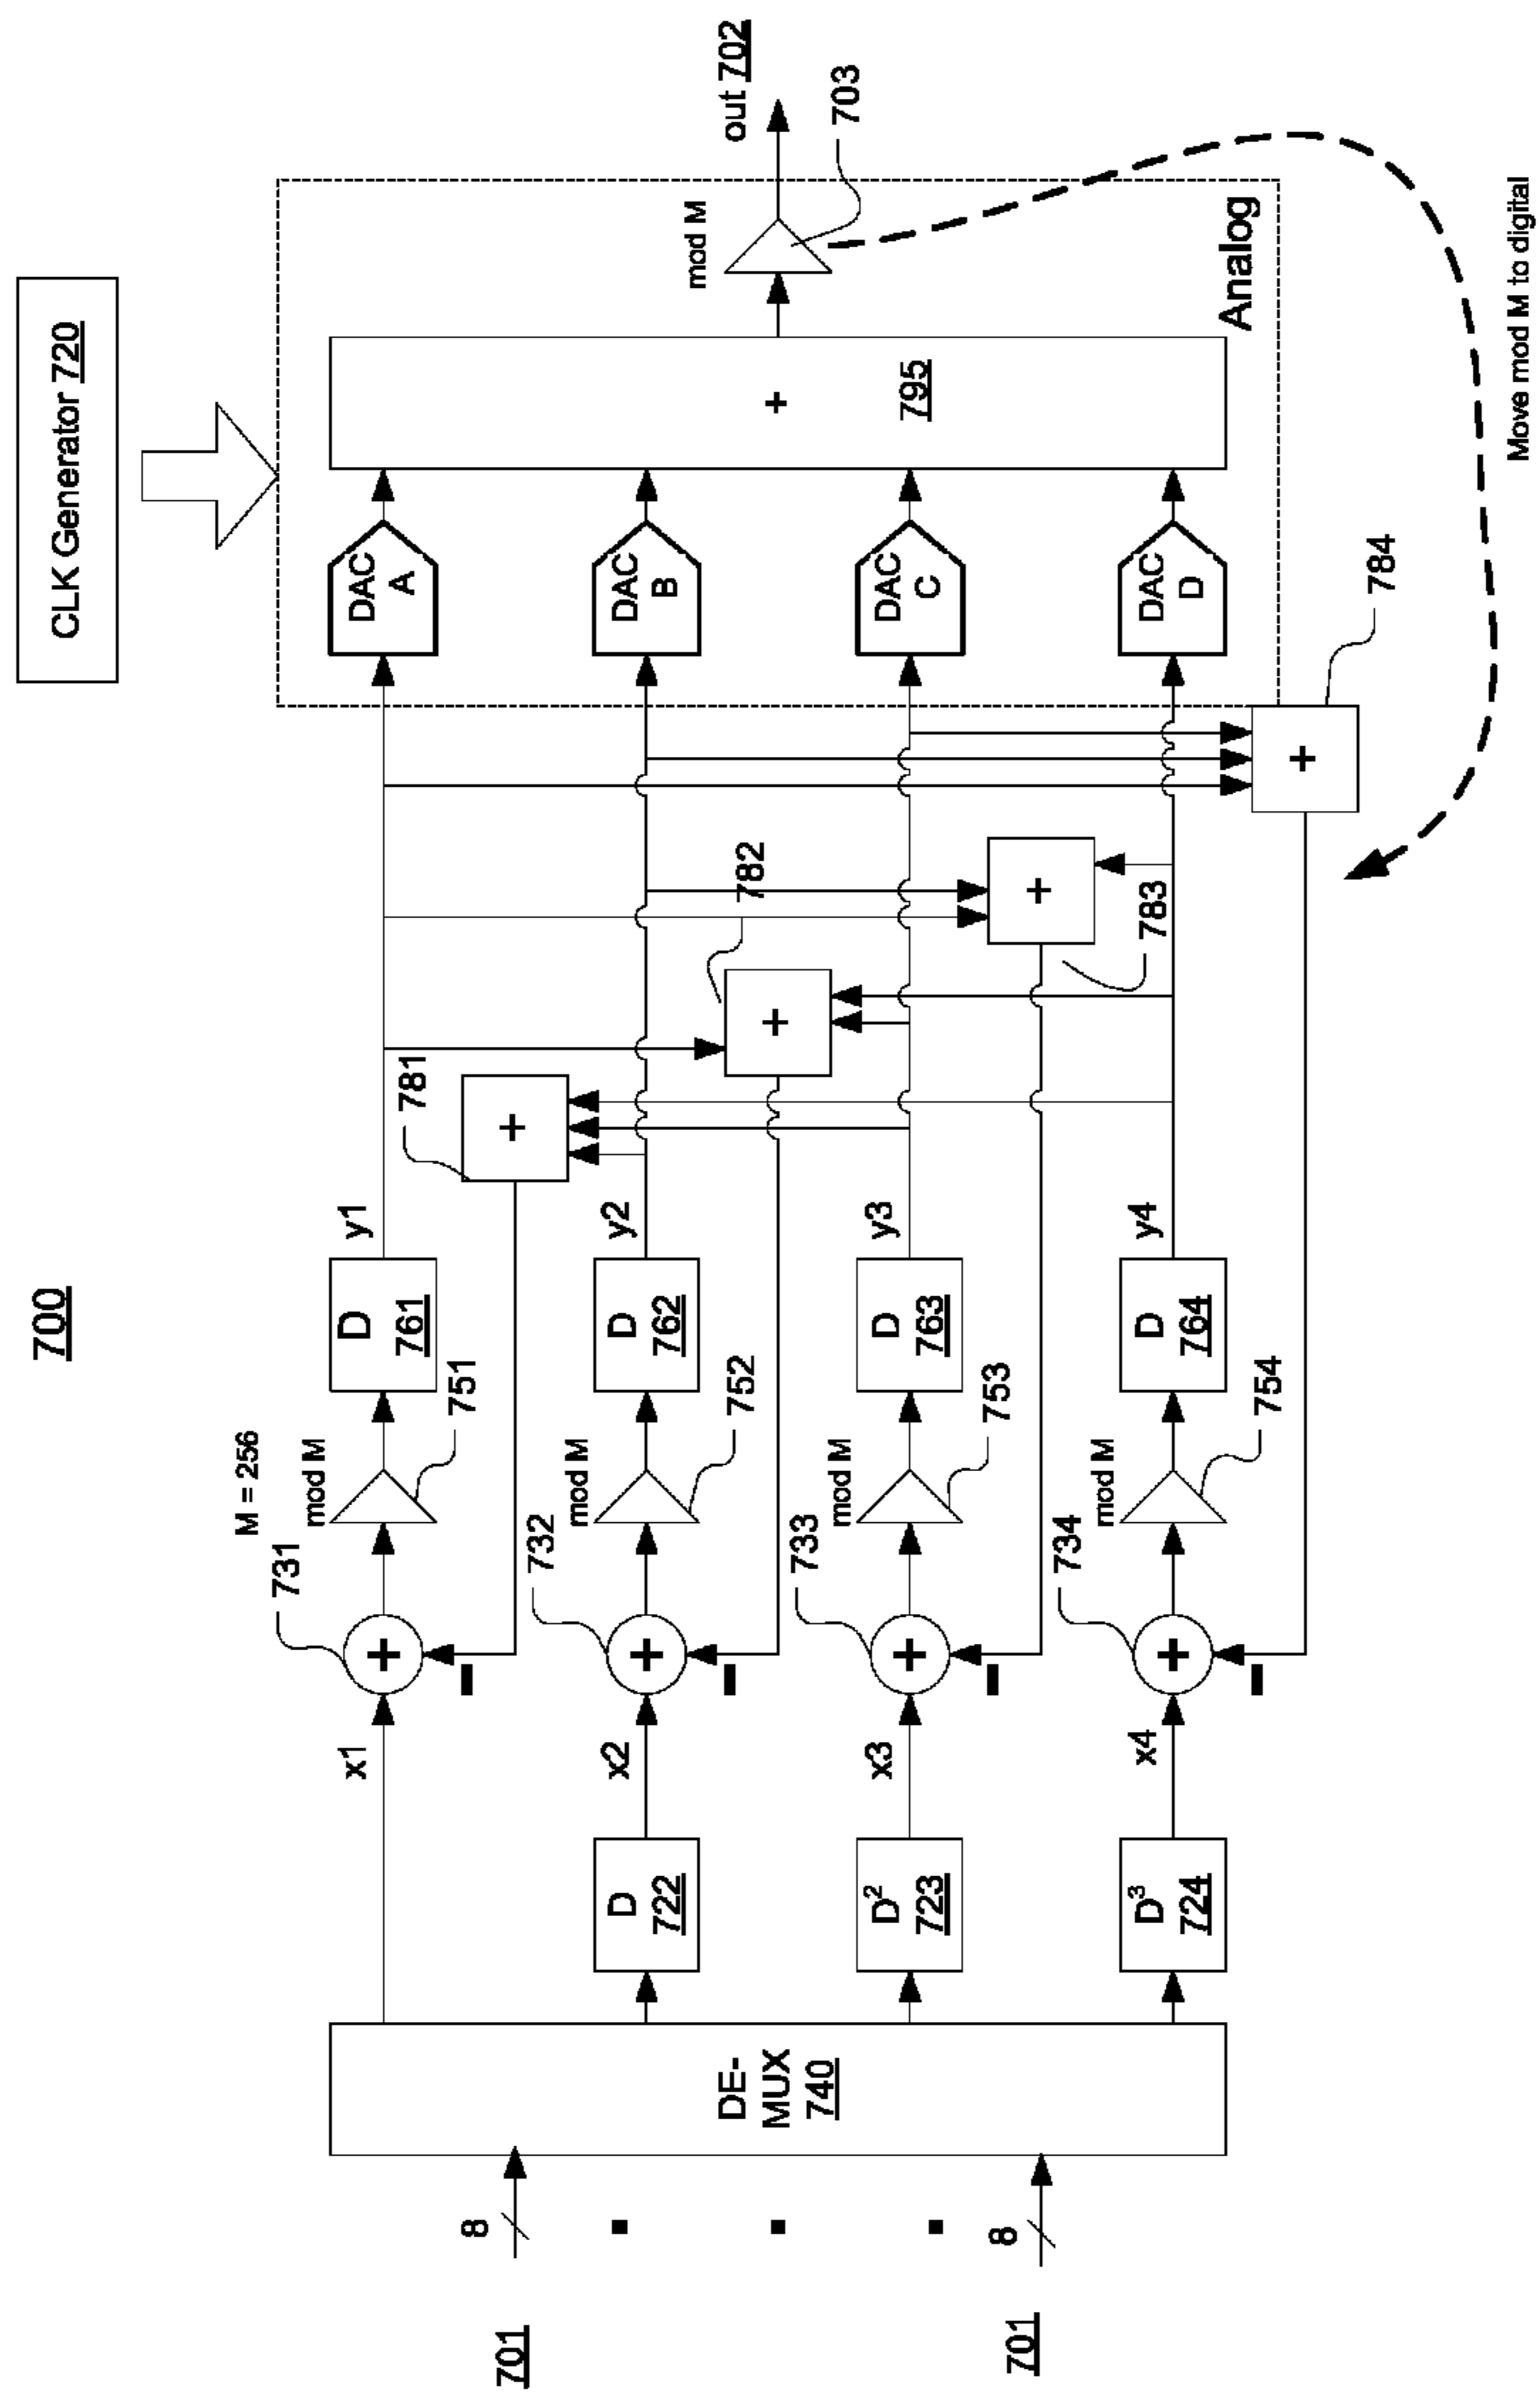 700
CLK Generator 720
701
8
8
701
DE-
MUX
740
x1
731
M = 256
mod M
751
D
761
y1
781
DAC
A
D
722
x2
732
mod M
752
D
762
y2
782
DAC
B
D²
723
x3
733
mod M
753
D
763
y3
783
DAC
C
D³
724
x4
734
mod M
754
D
764
y4
784
DAC
D
+
+
+
+
+
+
+
+
+
795
mod M
703
out 702
Analog
Move mod M to digital